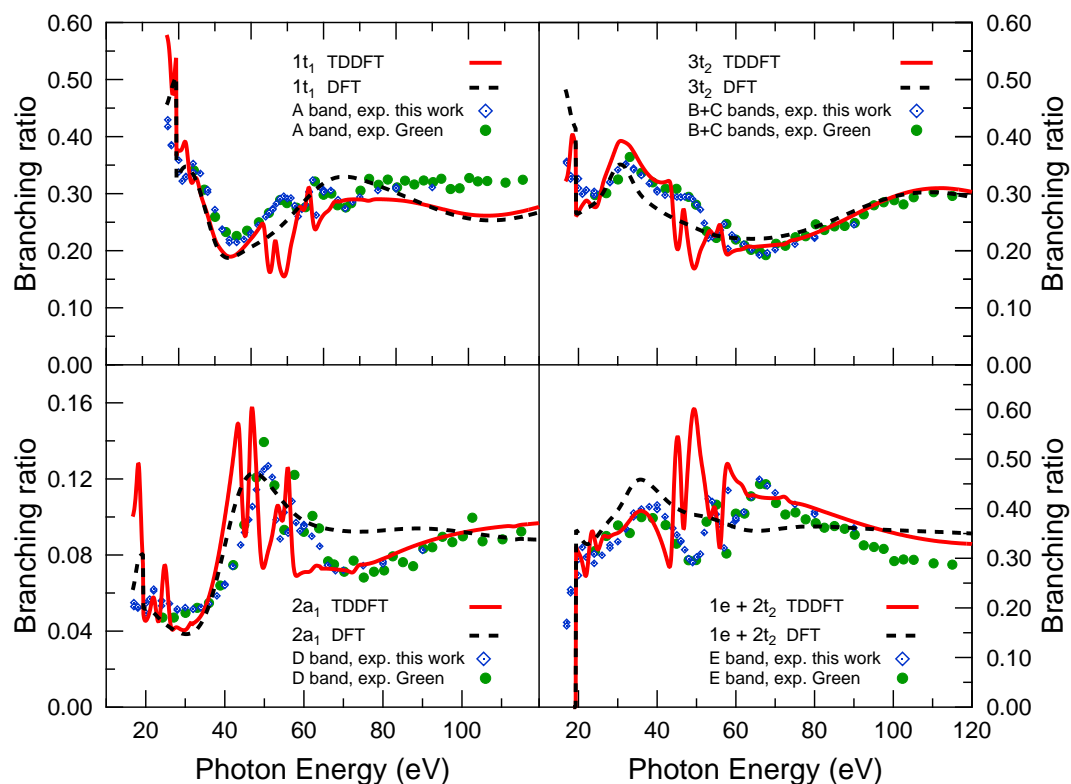 0.60
0.50
0.40
0.30
0.20
0.10
Branching ratio
1t1 TDDFT
1t1 DFT
A band, exp. this work
A band, exp. Green
3t2 TDDFT
3t2 DFT
B+C bands, exp. this work
B+C bands, exp. Green
0.60
0.50
0.40
0.30
0.20
0.10
0.00
Branching ratio
0.16
0.12
0.08
0.04
0.00
Branching ratio
2a1 TDDFT
2a1 DFT
D band, exp. this work
D band, exp. Green
1e + 2t2 TDDFT
1e + 2t2 DFT
E band, exp. this work
E band, exp. Green
0.60
0.50
0.40
0.30
0.20
0.10
0.00
Branching ratio
20 40 60 80 100
20 40 60 80 100 120
Photon Energy (eV)
Photon Energy (eV)